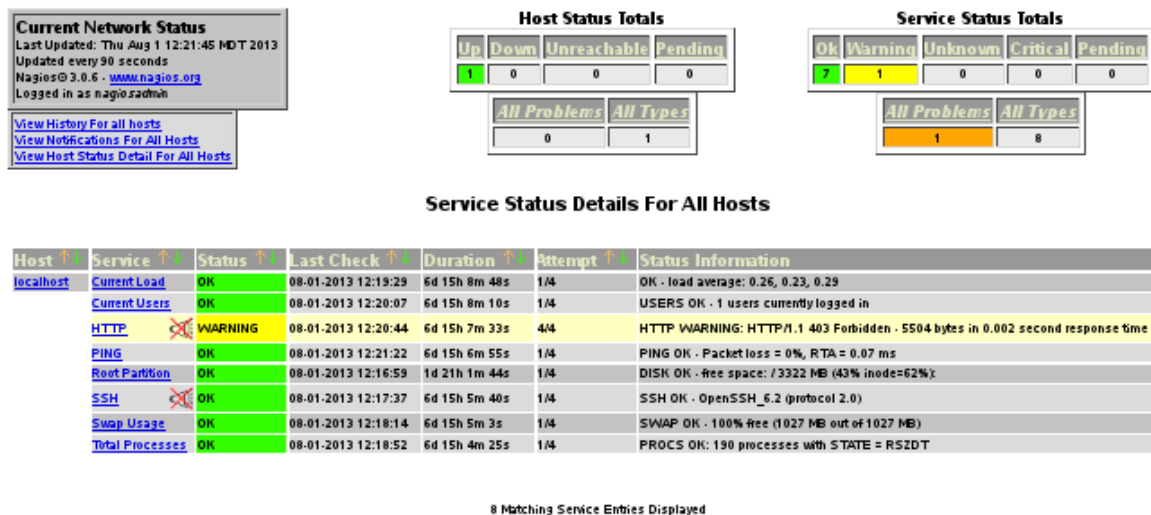 Current Network Status
Last Updated: Thu Aug 1 12:21:45 MDT 2013
Updated every 90 seconds
Nagios® 3.0.6 - www.nagios.org
Logged in as nagiosadmin
View History For all hosts
View Notifications For All Hosts
View Host Status Detail For All Hosts
Host Status Totals
Up Down Unreachable Pending
1 0 0 0
All Problems All Types
0 1
Service Status Totals
Ok Warning Unknown Critical Pending
7 1 0 0 0
All Problems All Types
1 8
Service Status Details For All Hosts
Host Service Status Last Check Duration Attempt Status Information
localhost Current Load OK 08-01-2013 12:19:29 6d 15h 8m 48s 1/4 OK - load average: 0.26, 0.23, 0.29
Current Users OK 08-01-2013 12:20:07 6d 15h 8m 10s 1/4 USERS OK - 1 users currently logged in
HTTP WARNING 08-01-2013 12:20:44 6d 15h 7m 33s 4/4 HTTP WARNING: HTTP/1.1 403 Forbidden - 5504 bytes in 0.002 second response time
PING OK 08-01-2013 12:21:22 6d 15h 6m 55s 1/4 PING OK - Packet loss = 0%, RTA = 0.07 ms
Root Partition OK 08-01-2013 12:16:59 1d 21h 1m 44s 1/4 DISK OK - free space: / 3322 MB (43% inode=62%):
SSH OK 08-01-2013 12:17:37 6d 15h 5m 40s 1/4 SSH OK - OpenSSH_6.2 (protocol 2.0)
Swap Usage OK 08-01-2013 12:18:14 6d 15h 5m 3s 1/4 SWAP OK - 100% free (1027 MB out of 1027 MB)
Total Processes OK 08-01-2013 12:18:52 6d 15h 4m 25s 1/4 PROCS OK: 190 processes with STATE = RSZDT
8 Matching Service Entries Displayed